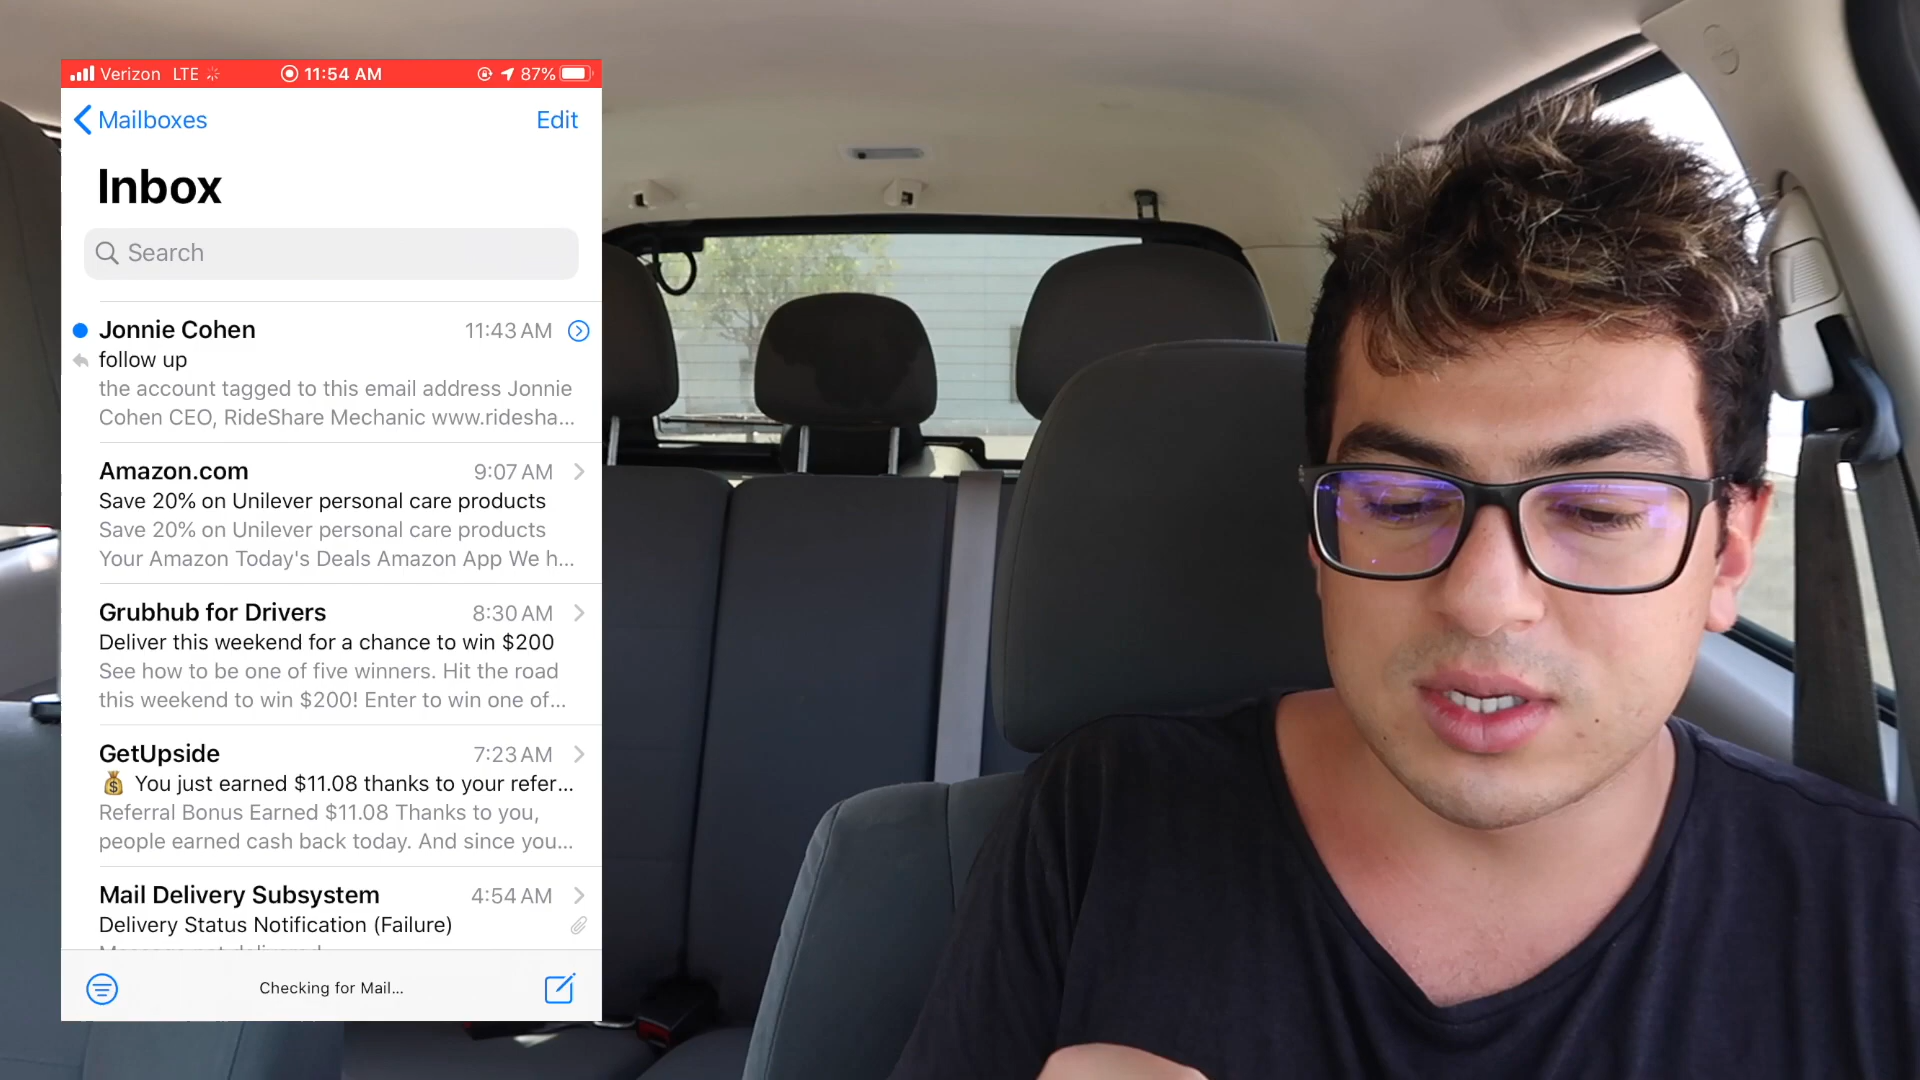 Verizon LTE 11:54 AM 87%
Mailboxes Edit
Inbox
Search
Jonnie Cohen 11:43 AM
follow up
the account tagged to this email address Jonnie
Cohen CEO, RideShare Mechanic www.ridesha...
Amazon.com 9:07 AM
Save 20% on Unilever personal care products
Save 20% on Unilever personal care products
Your Amazon Today's Deals Amazon App We h...
Grubhub for Drivers 8:30 AM
Deliver this weekend for a chance to win $200
See how to be one of five winners. Hit the road
this weekend to win $200! Enter to win one of...
GetUpside 7:23 AM
💰 You just earned $11.08 thanks to your refer...
Referral Bonus Earned $11.08 Thanks to you,
people earned cash back today. And since you...
Mail Delivery Subsystem 4:54 AM
Delivery Status Notification (Failure)
Checking for Mail...